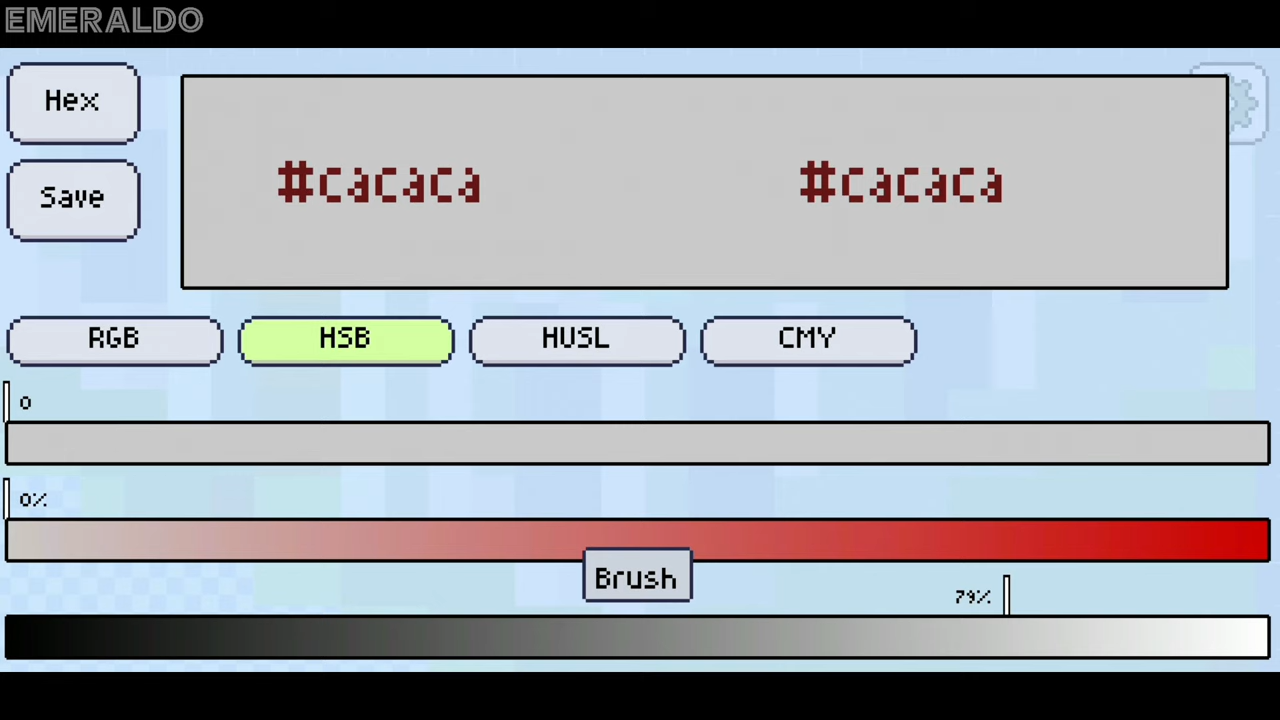 EMERALDO
Hex
#cacaca #cacaca
Save
RGB HSB HUSL CMY
0
0%
Brush
79%